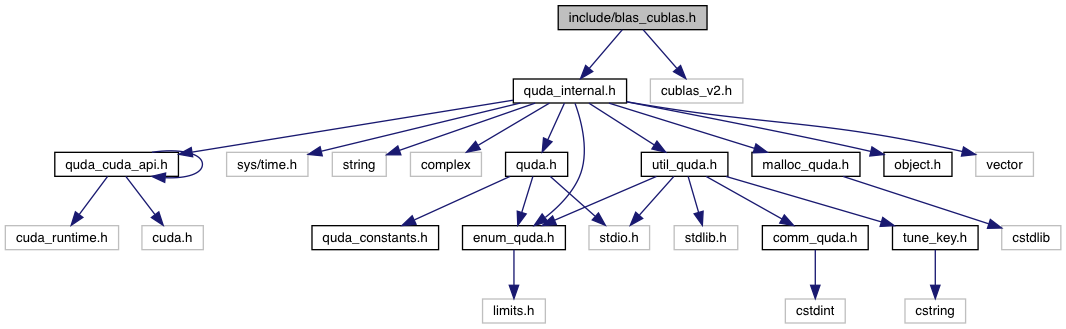 include/blas_cublas.h
quda_internal.h
cublas_v2.h
quda_cuda_api.h
sys/time.h
string
complex
quda.h
util_quda.h
malloc_quda.h
object.h
vector
cuda_runtime.h
cuda.h
quda_constants.h
enum_quda.h
stdio.h
stdlib.h
comm_quda.h
tune_key.h
cstdlib
limits.h
cstdint
cstring